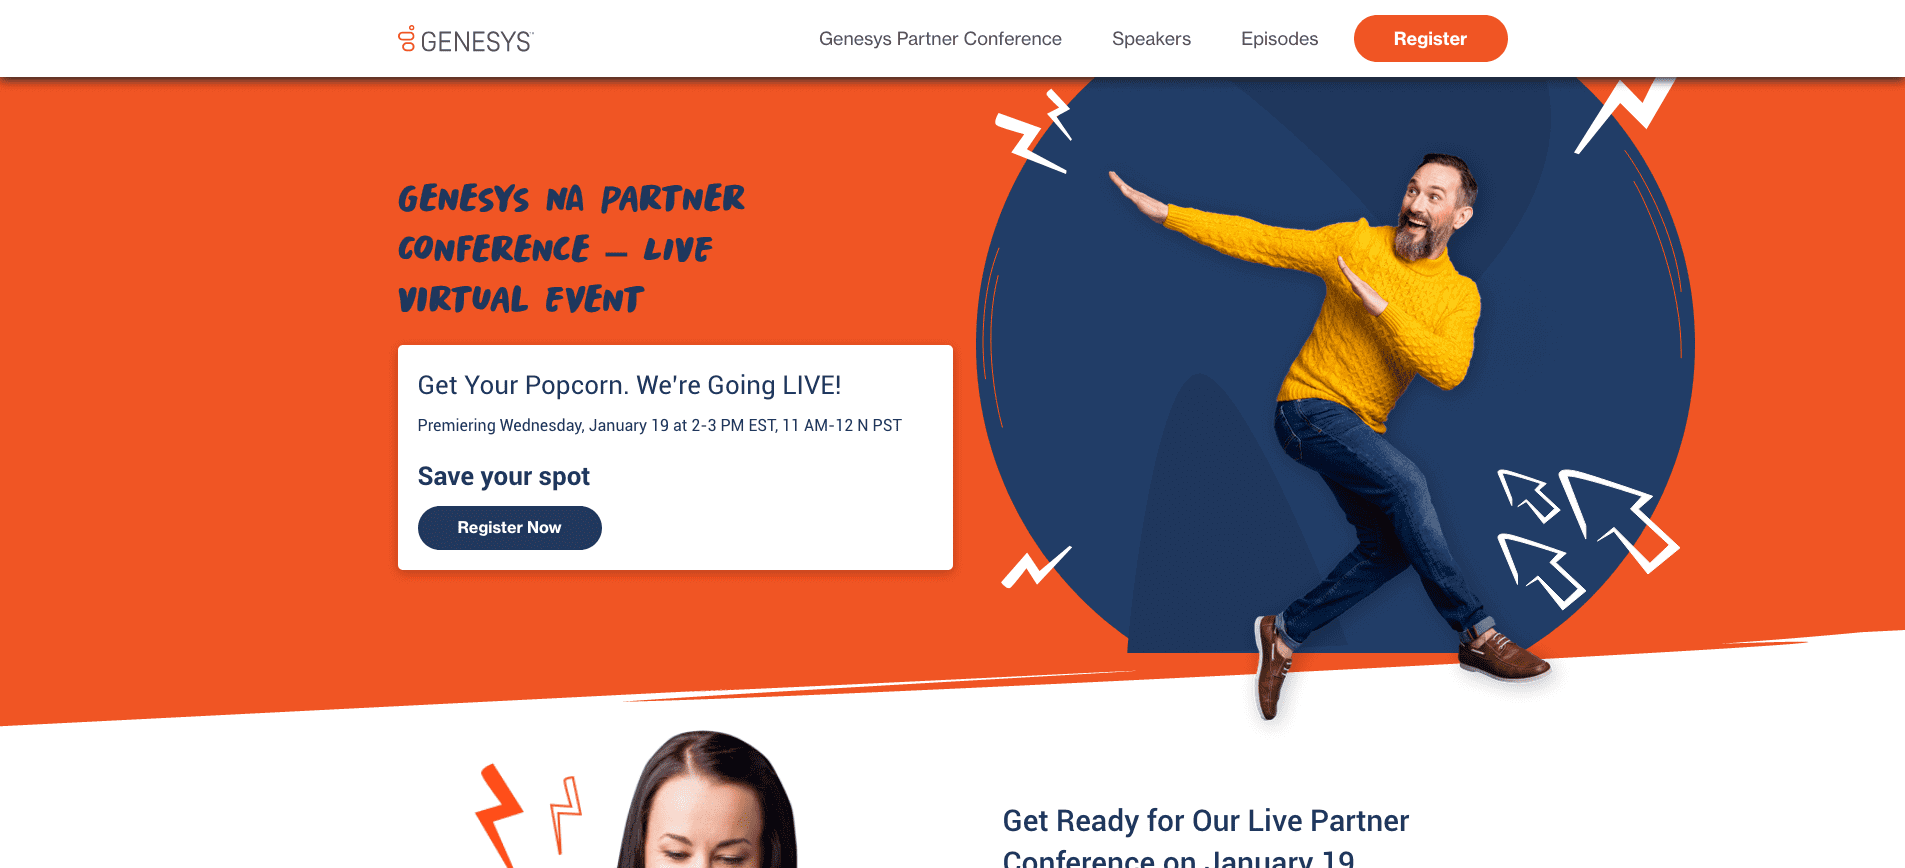 GENESYS
Genesys Partner Conference
Speakers
Episodes
Register
GENESYS NA PARTNER
CONFERENCE – LIVE
VIRTUAL EVENT
Get Your Popcorn. We're Going LIVE!
Premiering Wednesday, January 19 at 2-3 PM EST, 11 AM-12 N PST
Save your spot
Register Now
Get Ready for Our Live Partner
Conference on January 19